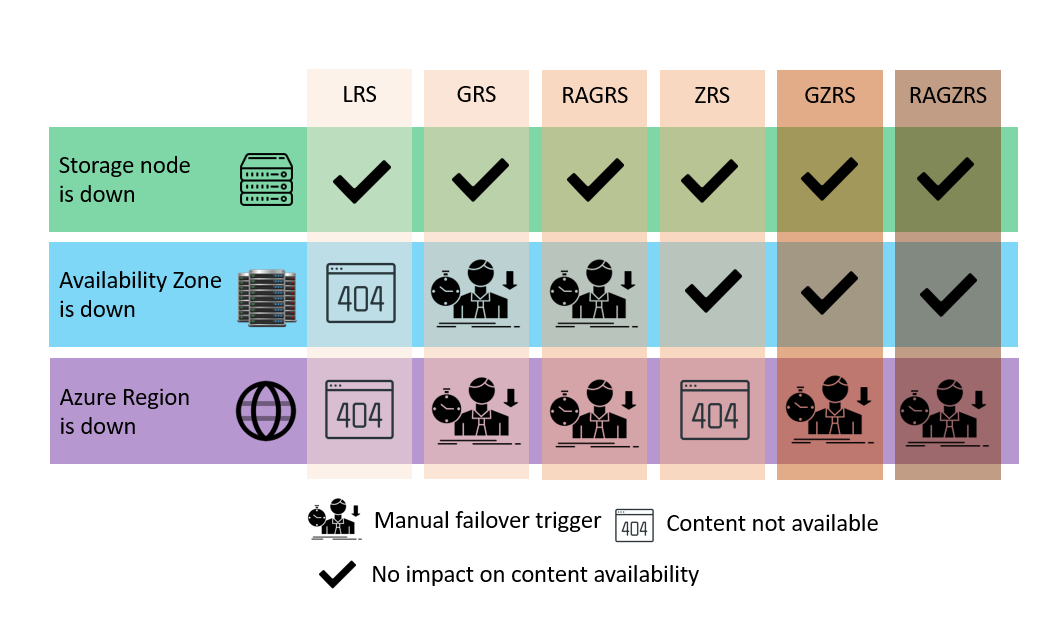 LRS
GRS
RAGRS
ZRS
GZRS
RAGZRS
Storage node
is down
Availability Zone
is down
404
Azure Region
is down
404
404
Manual failover trigger
404
Content not available
No impact on content availability